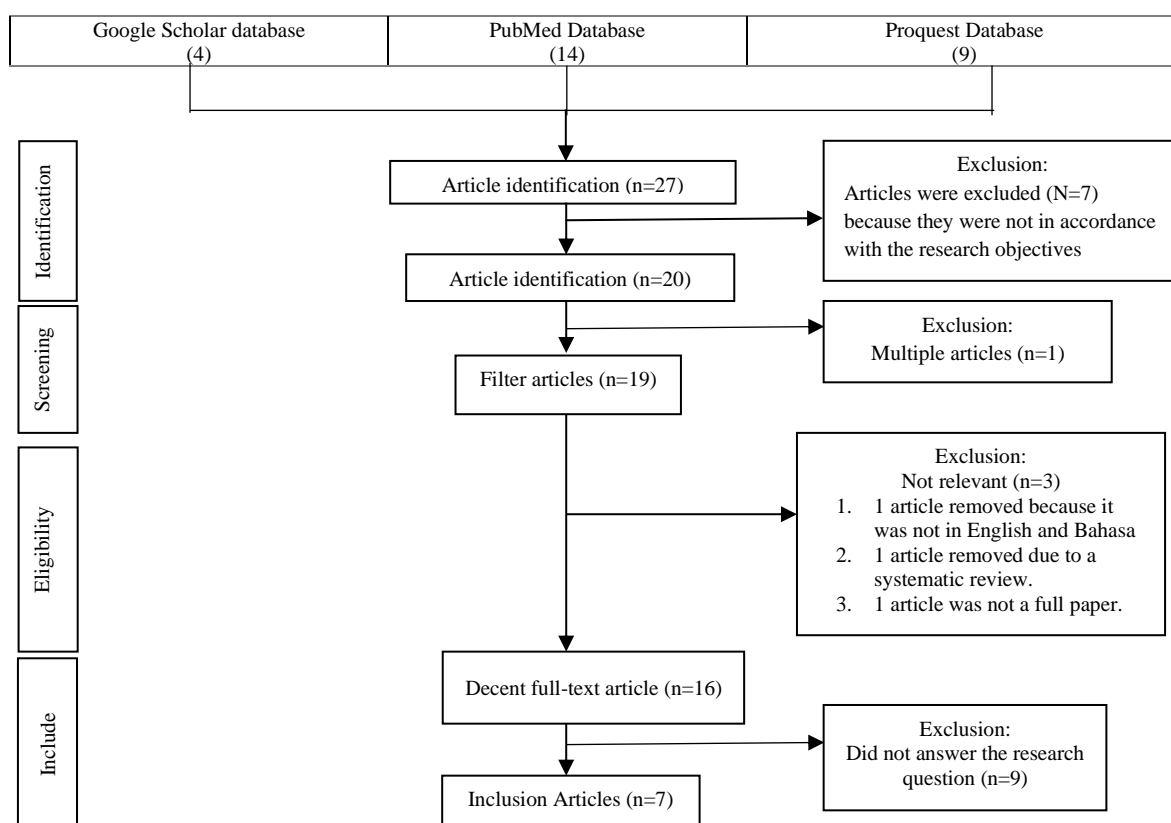 Google Scholar database
(4)
PubMed Database
(14)
Proquest Database
(9)
Identification
Article identification (n=27)
Exclusion:
Articles were excluded (N=7)
because they were not in accordance
with the research objectives
Article identification (n=20)
Screening
Exclusion:
Multiple articles (n=1)
Filter articles (n=19)
Eligibility
Exclusion:
Not relevant (n=3)
1. 1 article removed because it
was not in English and Bahasa
2. 1 article removed due to a
systematic review.
3. 1 article was not a full paper.
Include
Decent full-text article (n=16)
Exclusion:
Did not answer the research
question (n=9)
Inclusion Articles (n=7)